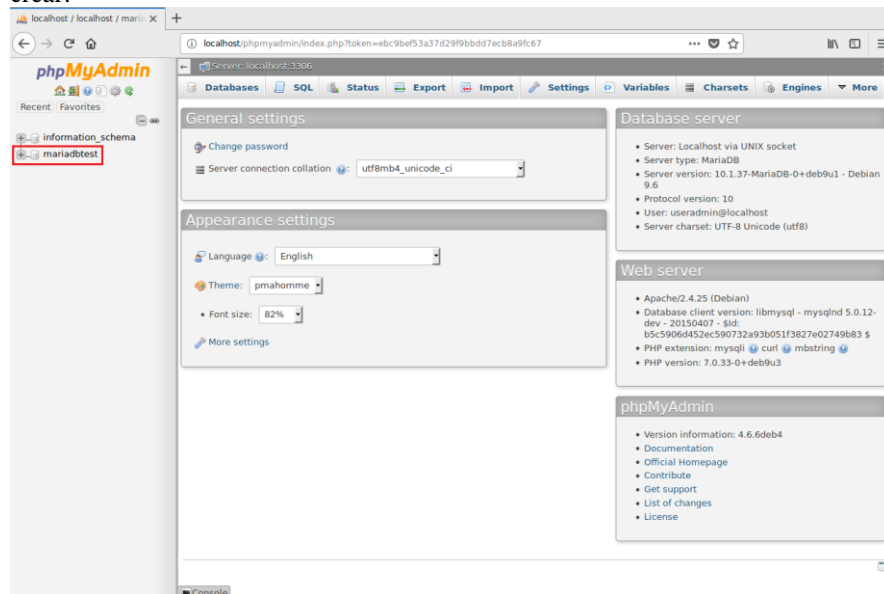 crear.
localhost / localhost / maria
localhost/phpmyadmin/index.php?token=ebc9bef53a37d29f9bbdd7ecb8a9fc67
phpMyAdmin
Recent Favorites
information_schema
mariadbtest
Server: localhost:3306
Databases SQL Status Export Import Settings Variables Charsets Engines More
General settings
Change password
Server connection collation : utf8mb4_unicode_ci
Appearance settings
Language : English
Theme: pmahomme
• Font size: 82%
More settings
Database server
• Server: Localhost via UNIX socket
• Server type: MariaDB
• Server version: 10.1.37-MariaDB-0+deb9u1 - Debian
9.6
• Protocol version: 10
• User: useradmin@localhost
• Server charset: UTF-8 Unicode (utf8)
Web server
• Apache/2.4.25 (Debian)
• Database client version: libmysql - mysqlnd 5.0.12-
dev - 20150407 - $Id:
b5c5906d452ec590732a93b051f3827e02749b83 $
• PHP extension: mysqli curl mbstring
• PHP version: 7.0.33-0+deb9u3
phpMyAdmin
• Version information: 4.6.6deb4
• Documentation
• Official Homepage
• Contribute
• Get support
• List of changes
• License
Console